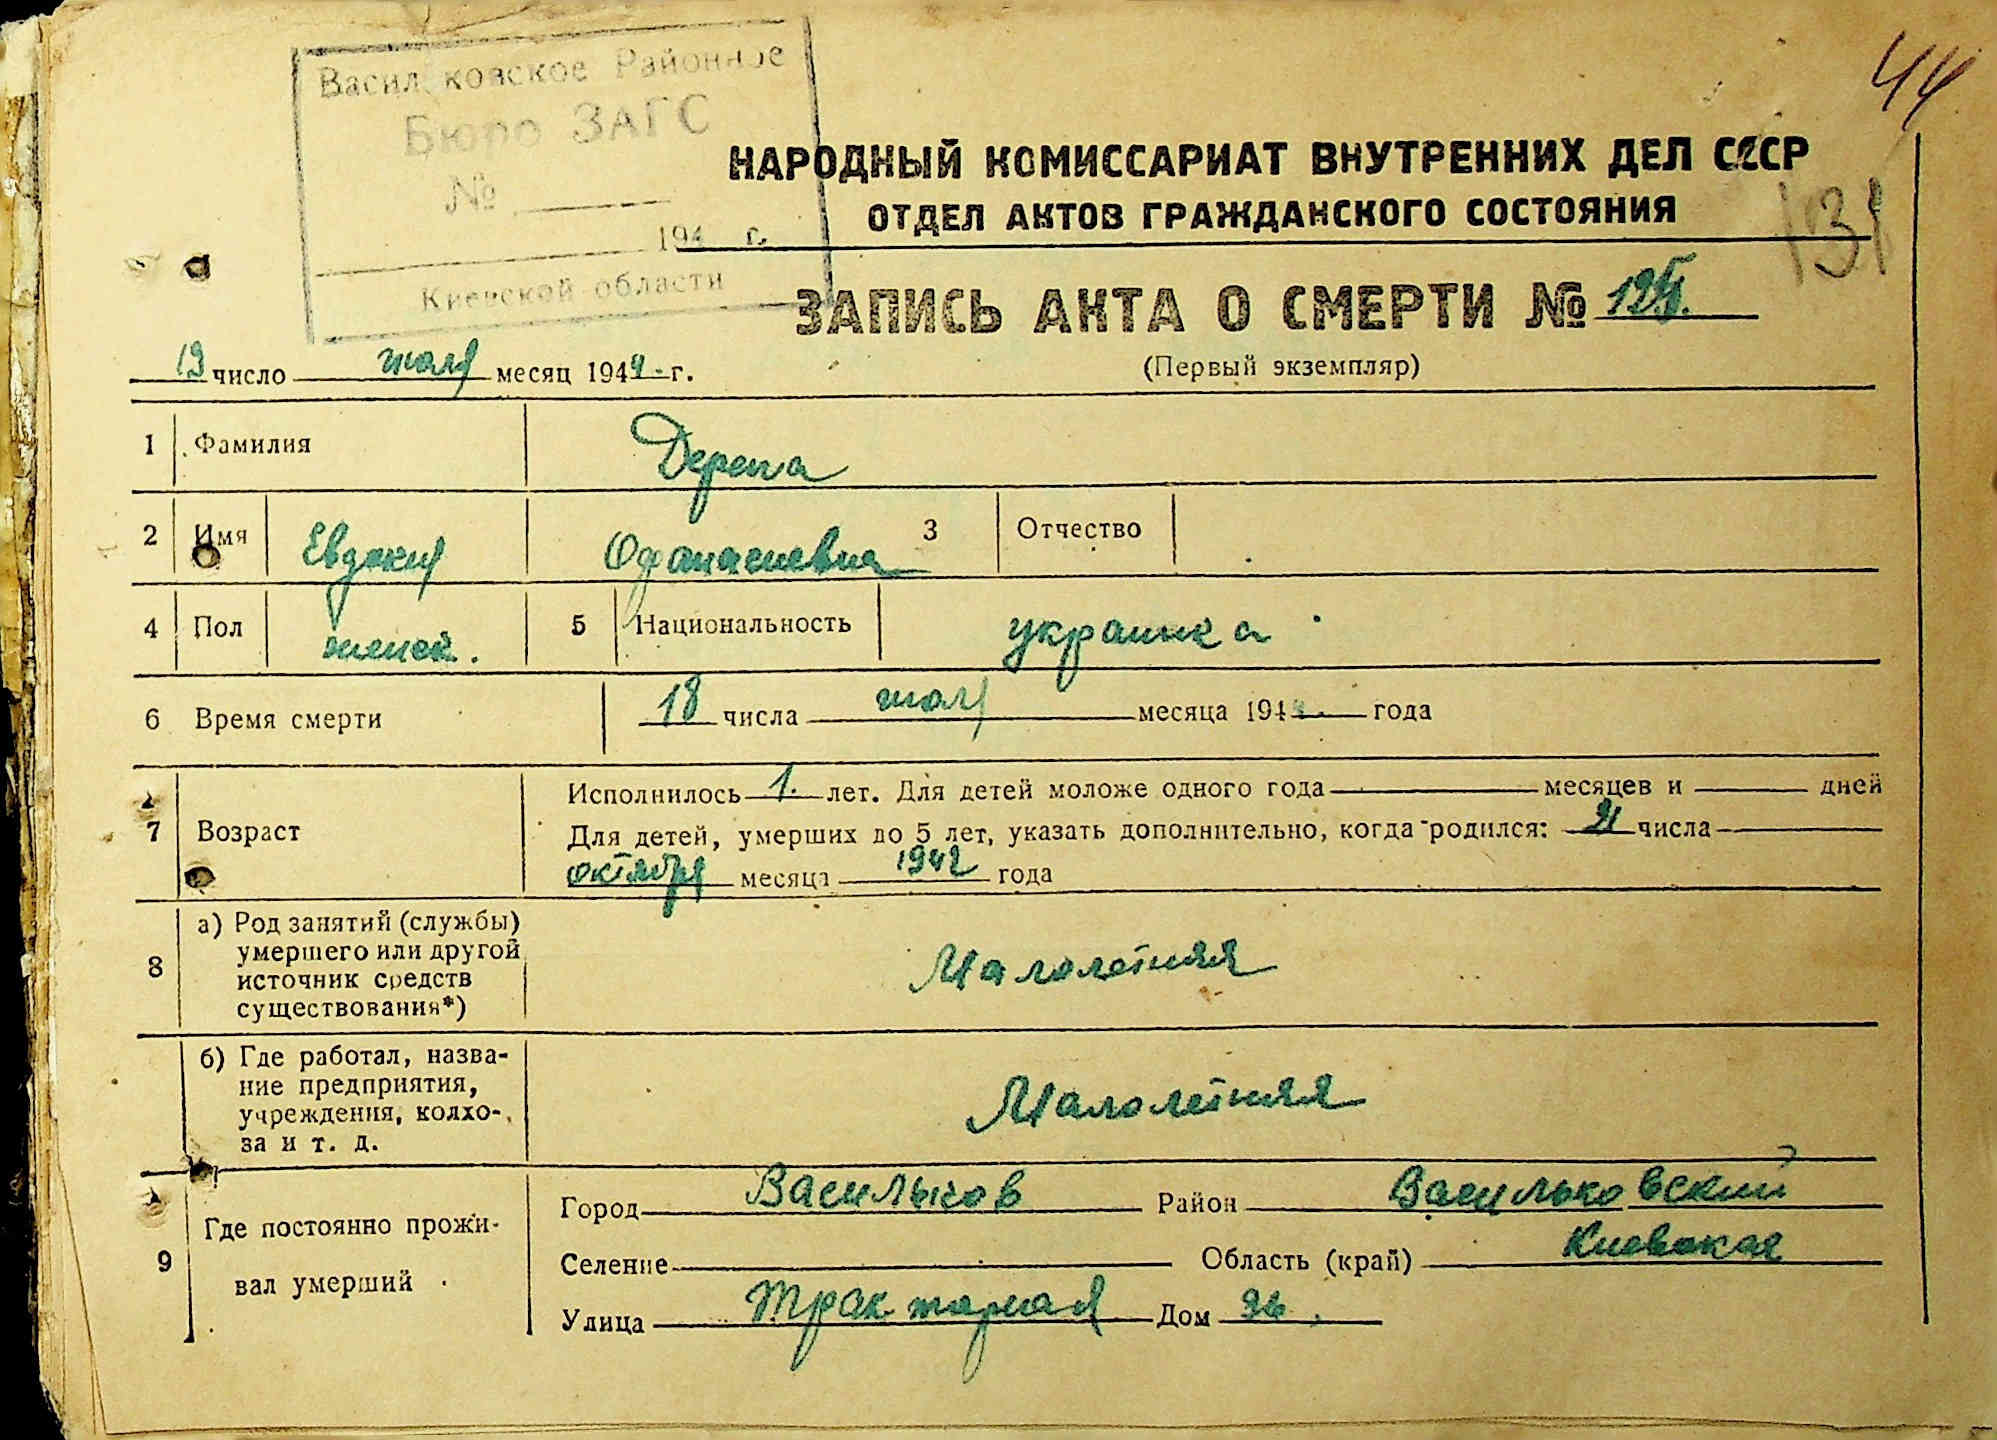 Васильковское Районное
Бюро ЗАГС
№
194 г.
Киевской области
44
НАРОДНЫЙ КОМИССАРИАТ ВНУТРЕННИХ ДЕЛ СССР
ОТДЕЛ АКТОВ ГРАЖДАНСКОГО СОСТОЯНИЯ
131
ЗАПИСЬ АКТА О СМЕРТИ №
(Первый экземпляр)
19 число июля месяц 1944 г.
1 Фамилия Дерепа
2 Имя Евдокия Офанасиевна 3 Отчество
4 Пол женск. 5 Национальность украинка
6 Время смерти 18 числа июля месяца 1944 года
7 Возраст Исполнилось 1. лет. Для детей моложе одного года месяцев и дней
Для детей, умерших до 5 лет, указать дополнительно, когда родился: 21 числа
октября месяца 1942 года
8 а) Род занятий (службы)
умершего или другой
источник средств
существования*)
Малолетняя
б) Где работал, назва-
ние предприятия,
учреждения, колхо-
за и т. д.
Малолетняя
9 Где постоянно прожи-
вал умерший
Город Васильков Район Васильковский
Селение Область (край) Киевская
Улица Тракторная Дом